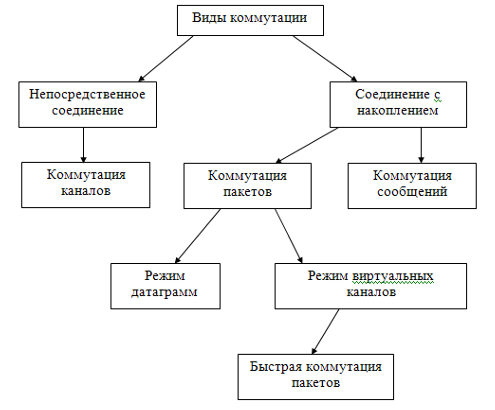 Виды коммутации
Непосредственное
соединение
Соединение с
накоплением
Коммутация
каналов
Коммутация
пакетов
Коммутация
сообщений
Режим
датаграмм
Режим виртуальных
каналов
Быстрая коммутация
пакетов